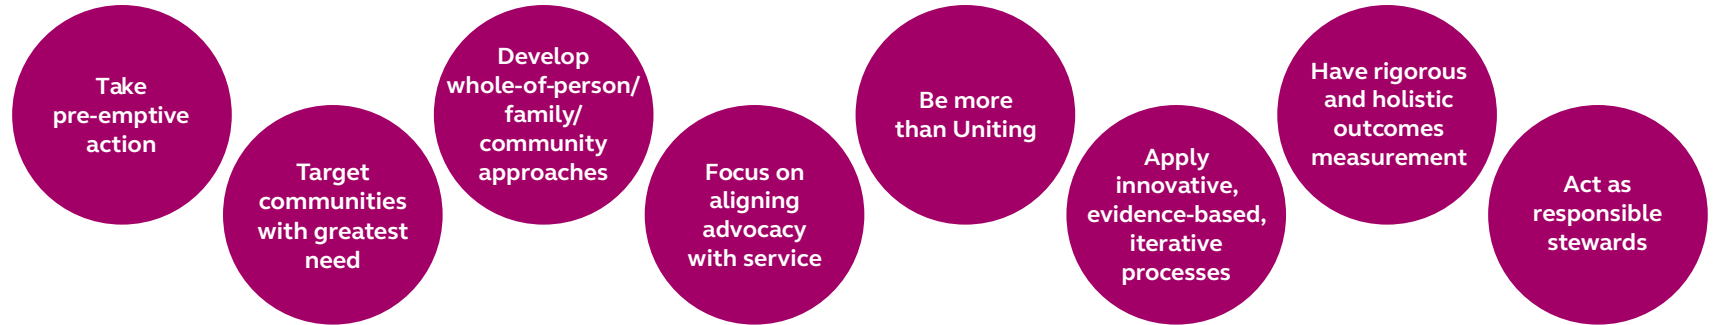 Take
pre-emptive
action
Target
communities
with greatest
need
Develop
whole-of-person/
family/
community
approaches
Focus on
aligning
advocacy
with service
Be more
than Uniting
Apply
innovative,
evidence-based,
iterative
processes
Have rigorous
and holistic
outcomes
measurement
Act as
responsible
stewards